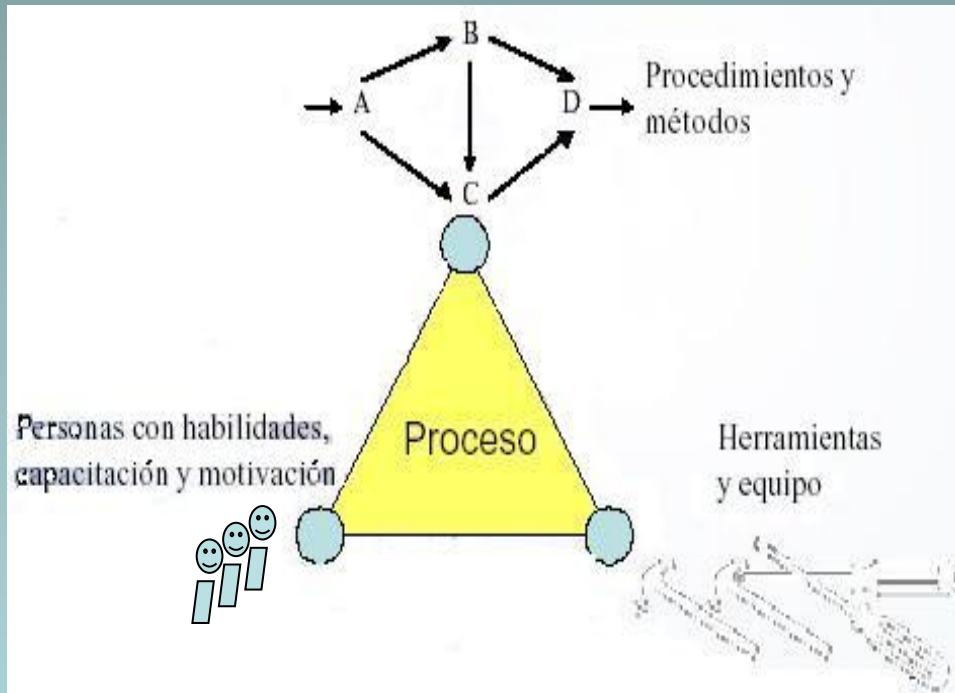 B
A
D
C
Procedimientos y
métodos
Personas con habilidades,
capacitación y motivación
Proceso
Herramientas
y equipo